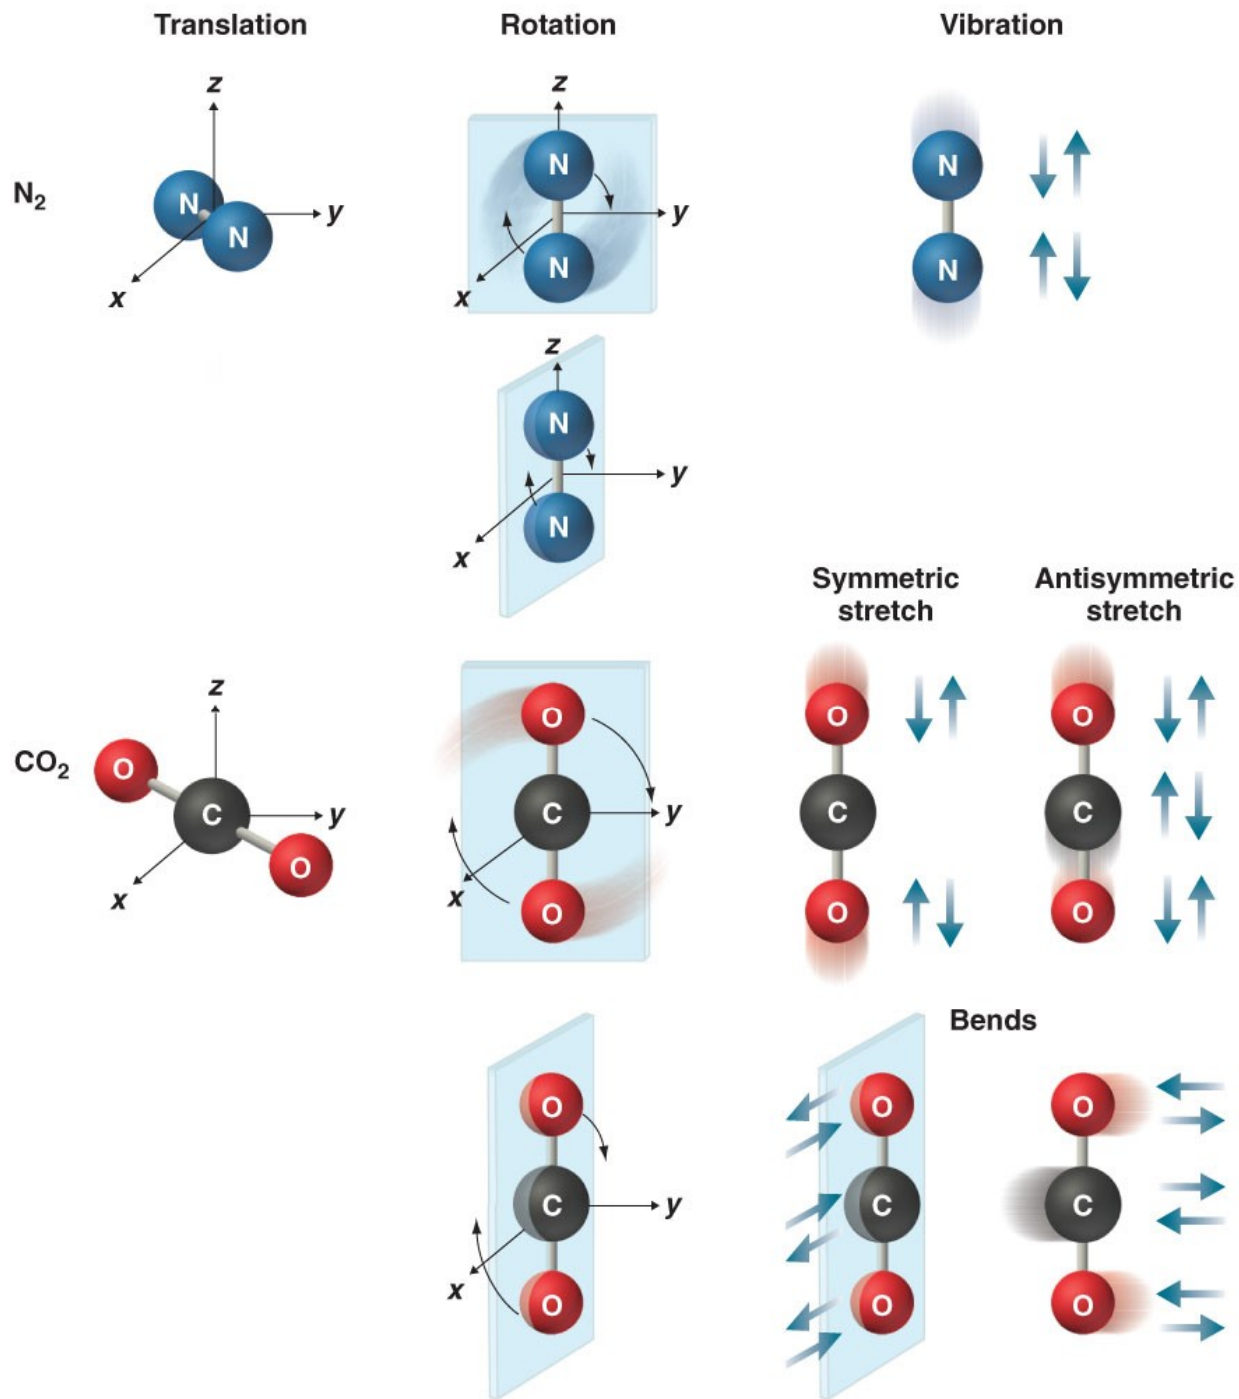 Translation
Rotation
Vibration
N₂
z
N
N
y
x
z
N
y
N
x
N
N
z
N
y
N
x
Symmetric
stretch
Antisymmetric
stretch
CO₂
z
O
C
y
O
x
O
C
y
x
O
O
C
O
O
C
O
Bends
O
C
y
x
O
O
C
O
O
C
O